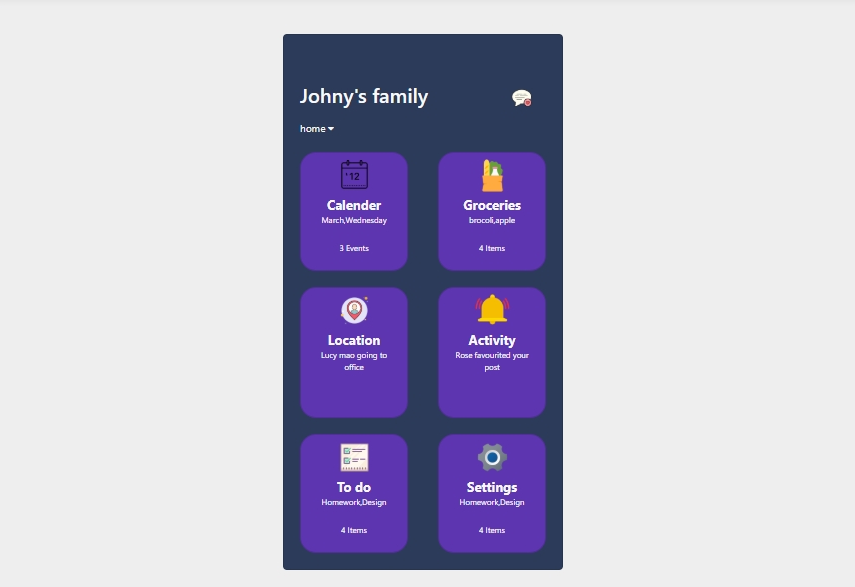 Johny's family
home
'12
Calender
March,Wednesday
3 Events
Groceries
brocoli,apple
4 Items
Location
Lucy mao going to
office
Activity
Rose favourited your
post
To do
Homework,Design
4 Items
Settings
Homework,Design
4 Items